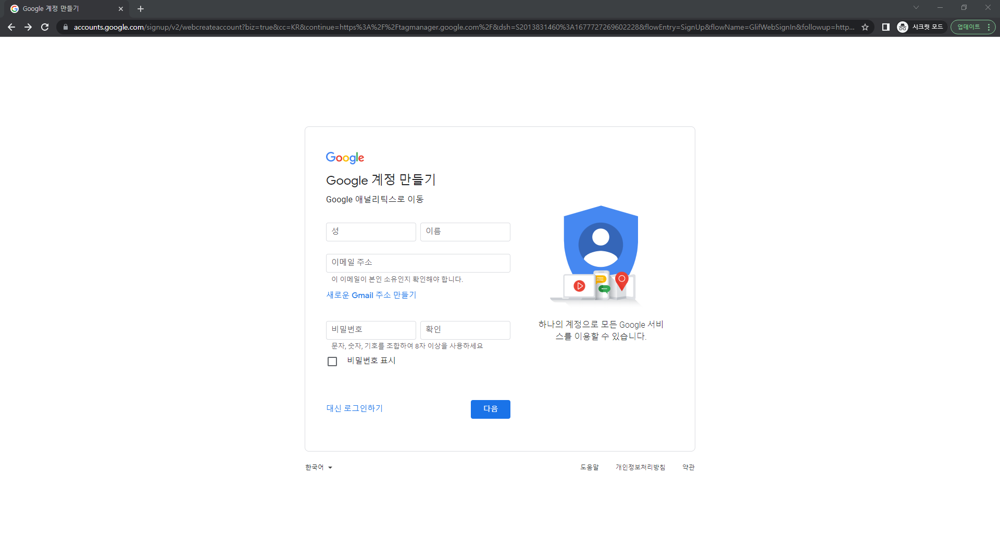 Google 계정 만들기
accounts.google.com/signup/v2/webcreateaccount?biz=true&cc=KR&continue=https%3A%2F%2Ftagmanager.google.com%2F&dsh=S2013831460%3A1677727269602228&flowEntry=SignUp&flowName=GlifWebSignIn&followup=http...
시크릿 모드
업데이트
Google
Google 계정 만들기
Google 애널리틱스로 이동
성
이름
이메일 주소
이 이메일이 본인 소유인지 확인해야 합니다.
새로운 Gmail 주소 만들기
비밀번호
확인
문자, 숫자, 기호를 조합하여 8자 이상을 사용하세요
비밀번호 표시
대신 로그인하기
다음
하나의 계정으로 모든 Google 서비
스를 이용할 수 있습니다.
한국어
도움말
개인정보처리방침
약관